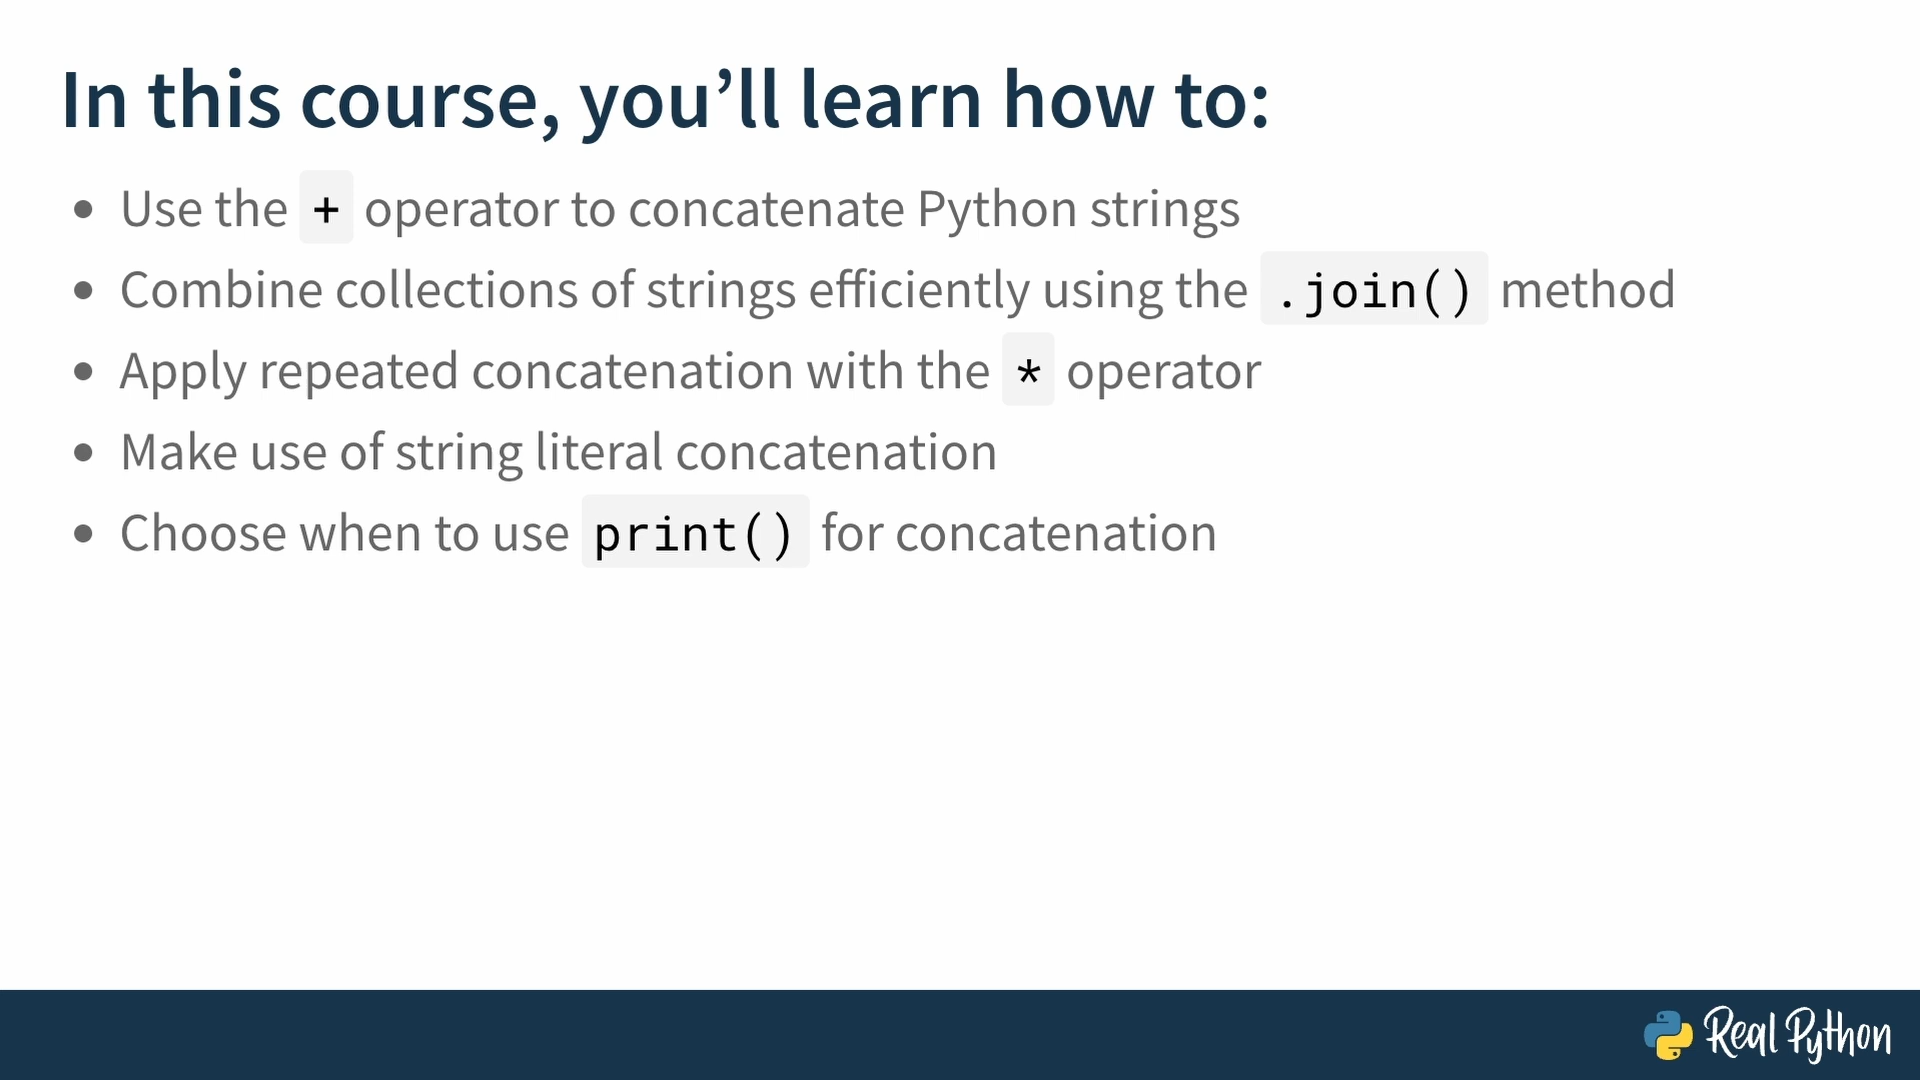 In this course, you’ll learn how to:
• Use the + operator to concatenate Python strings
• Combine collections of strings efficiently using the .join() method
• Apply repeated concatenation with the * operator
• Make use of string literal concatenation
• Choose when to use print() for concatenation
Real Python